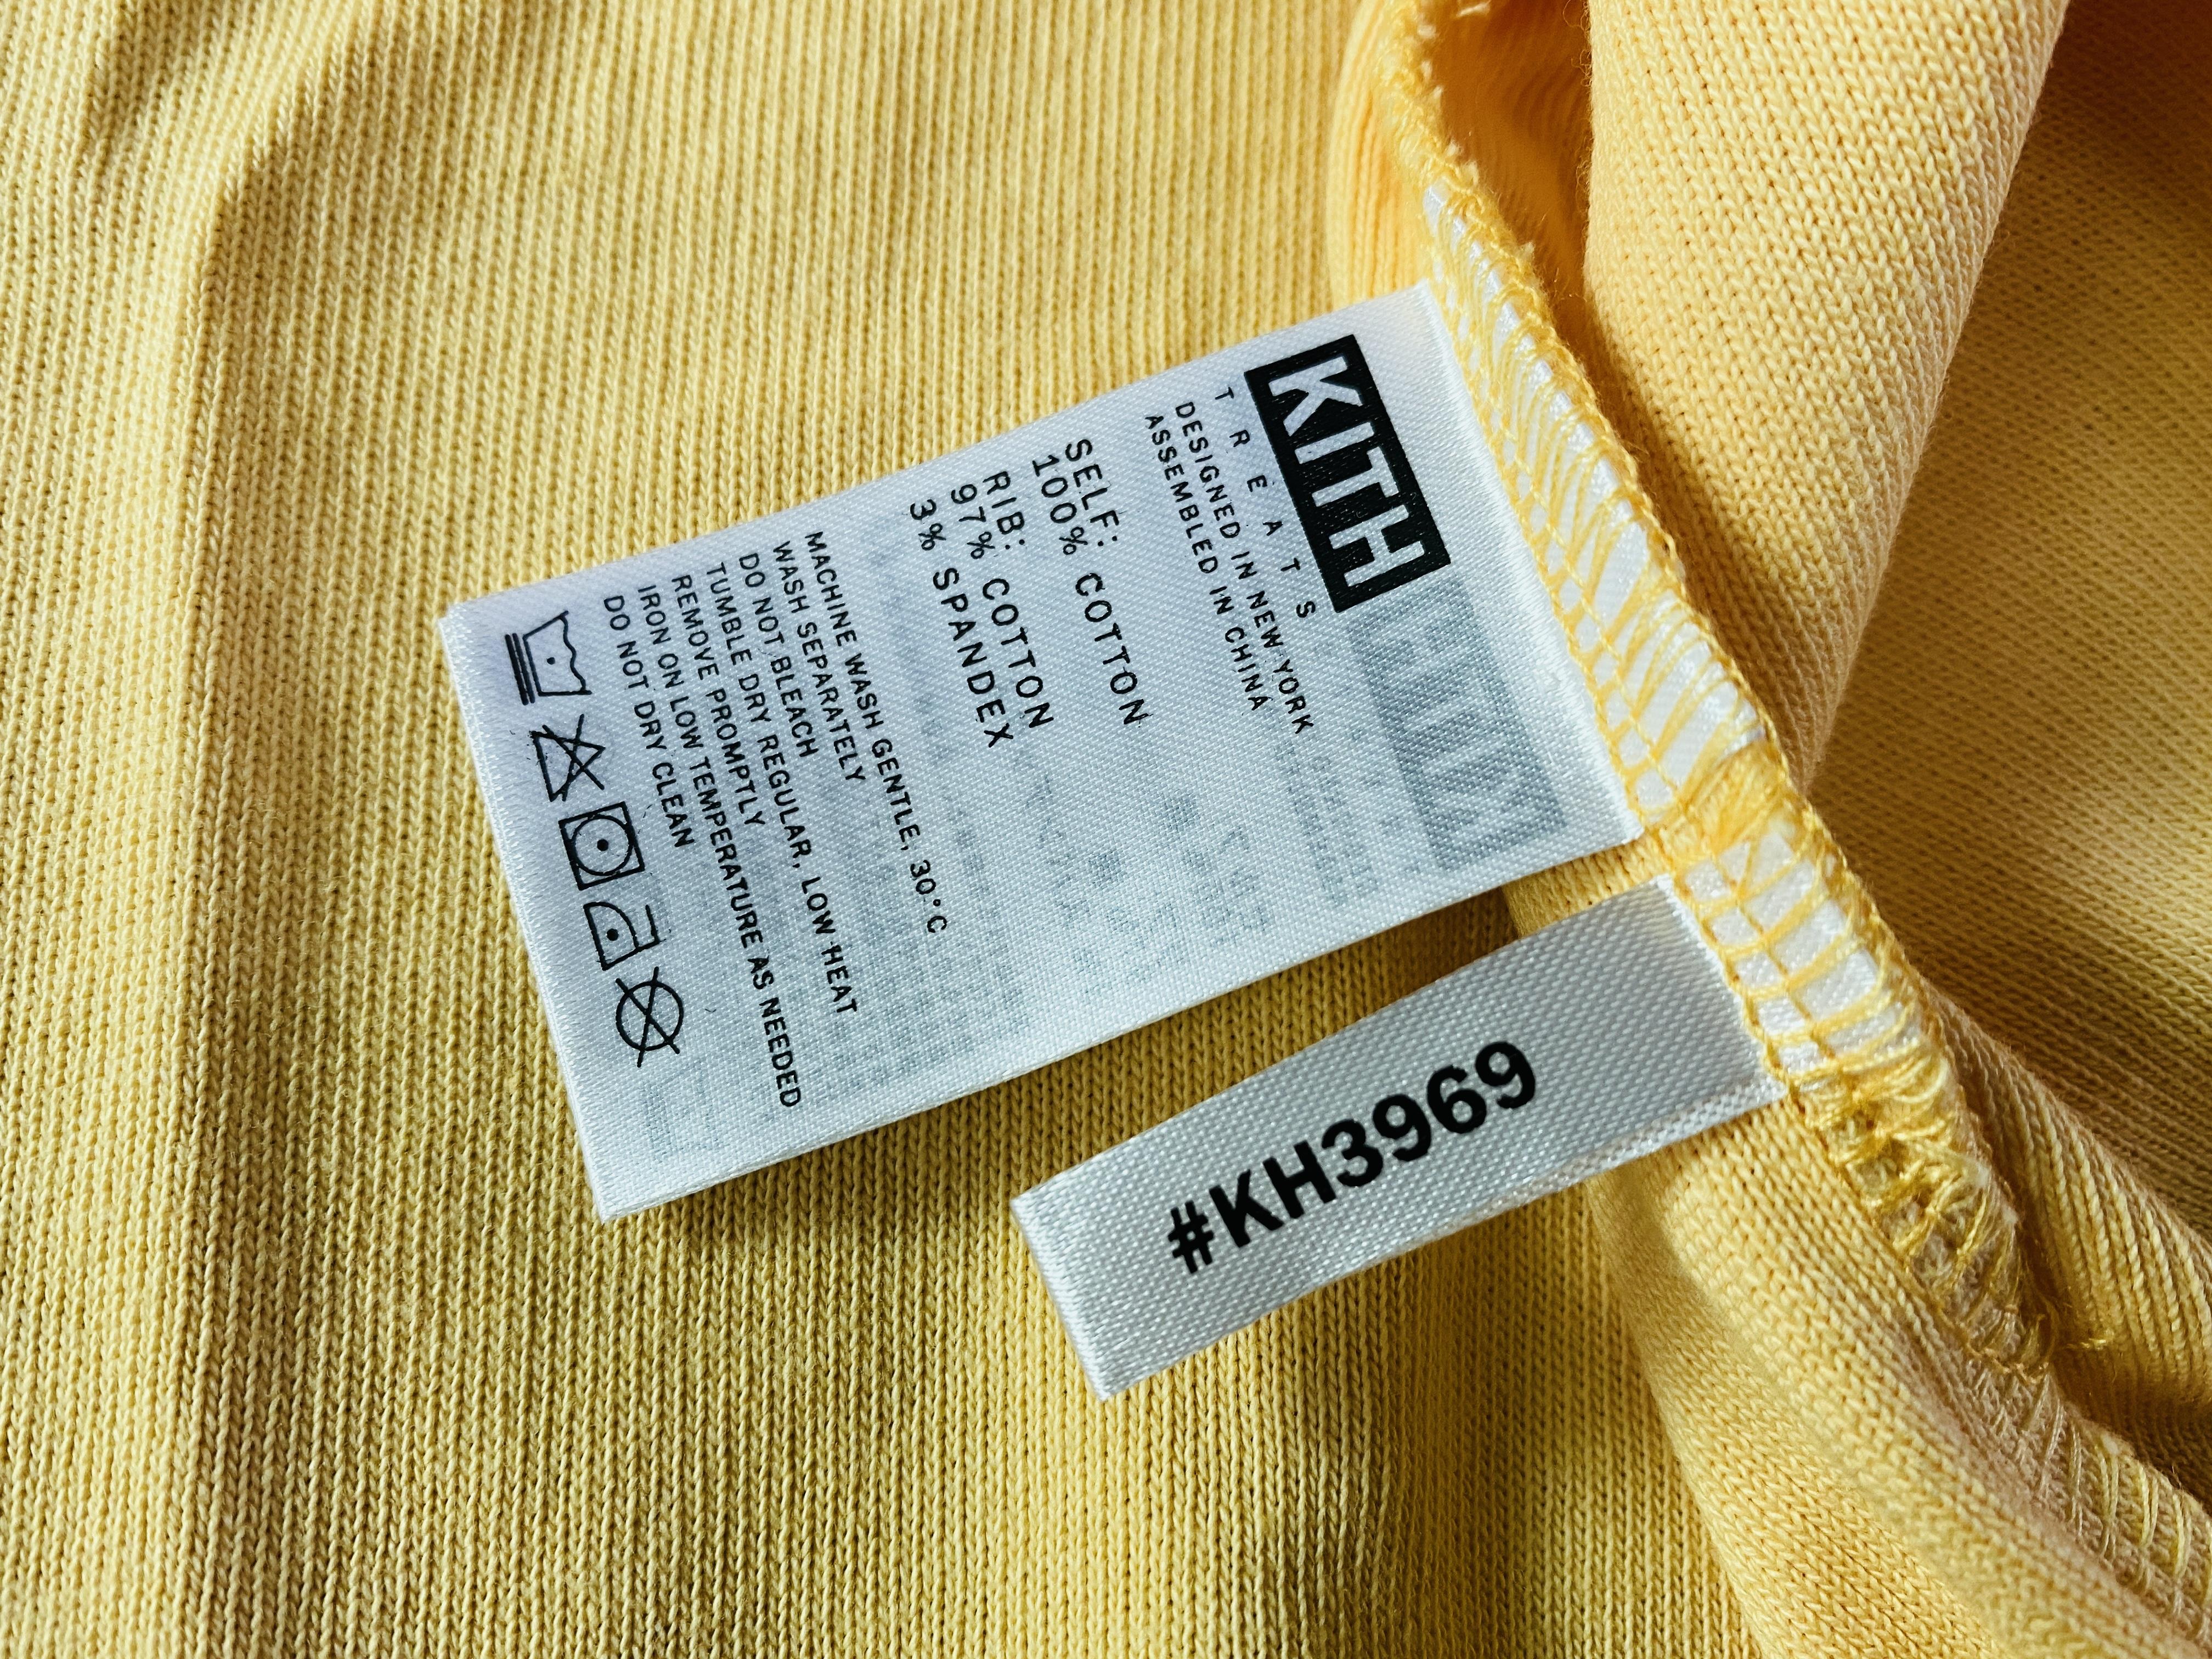 KITH
TREATS
DESIGNED IN NEW YORK
ASSEMBLED IN CHINA
SELF:
100% COTTON
RIB:
97% COTTON
3% SPANDEX
MACHINE WASH GENTLE, 30°C
WASH SEPARATELY
DO NOT BLEACH
TUMBLE DRY REGULAR, LOW HEAT
REMOVE PROMPTLY
IRON ON LOW TEMPERATURE AS NEEDED
DO NOT DRY CLEAN
#KH3969